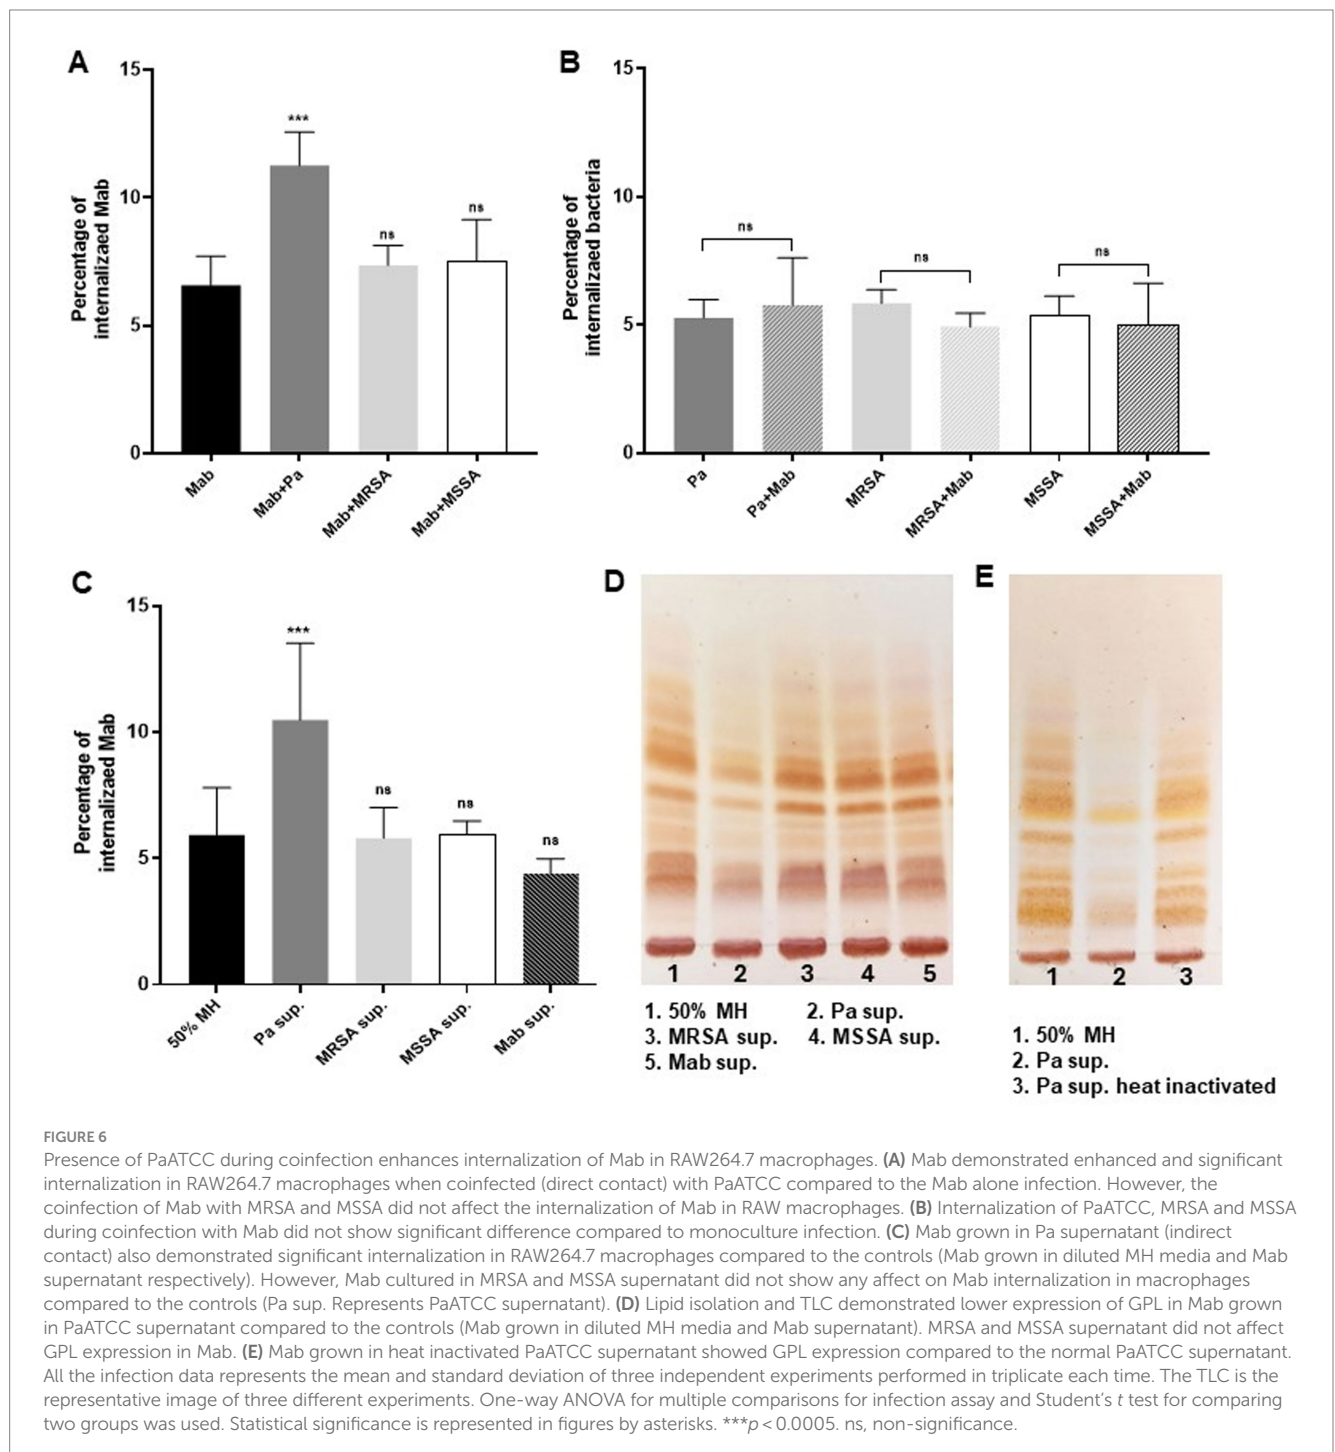 A
15
10
5
0
Percentage of
internalizaed Mab
***
ns
ns
Mab
Mab+Pa
Mab+MRSA
Mab+MSSA
B
15
10
5
0
Percentage of
internalizaed bacteria
ns
ns
ns
Pa
Pa+Mab
MRSA
MRSA+Mab
MSSA
MSSA+Mab
C
15
10
5
0
Percentage of
internalizaed Mab
***
ns
ns
ns
50% MH
Pa sup.
MRSA sup.
MSSA sup.
Mab sup.
D
1 2 3 4 5
1. 50% MH 2. Pa sup.
3. MRSA sup. 4. MSSA sup.
5. Mab sup.
E
1 2 3
1. 50% MH
2. Pa sup.
3. Pa sup. heat inactivated
FIGURE 6
Presence of PaATCC during coinfection enhances internalization of Mab in RAW264.7 macrophages. (A) Mab demonstrated enhanced and significant
internalization in RAW264.7 macrophages when coinfected (direct contact) with PaATCC compared to the Mab alone infection. However, the
coinfection of Mab with MRSA and MSSA did not affect the internalization of Mab in RAW macrophages. (B) Internalization of PaATCC, MRSA and MSSA
during coinfection with Mab did not show significant difference compared to monoculture infection. (C) Mab grown in Pa supernatant (indirect
contact) also demonstrated significant internalization in RAW264.7 macrophages compared to the controls (Mab grown in diluted MH media and Mab
supernatant respectively). However, Mab cultured in MRSA and MSSA supernatant did not show any affect on Mab internalization in macrophages
compared to the controls (Pa sup. Represents PaATCC supernatant). (D) Lipid isolation and TLC demonstrated lower expression of GPL in Mab grown
in PaATCC supernatant compared to the controls (Mab grown in diluted MH media and Mab supernatant). MRSA and MSSA supernatant did not affect
GPL expression in Mab. (E) Mab grown in heat inactivated PaATCC supernatant showed GPL expression compared to the normal PaATCC supernatant.
All the infection data represents the mean and standard deviation of three independent experiments performed in triplicate each time. The TLC is the
representative image of three different experiments. One-way ANOVA for multiple comparisons for infection assay and Student's t test for comparing
two groups was used. Statistical significance is represented in figures by asterisks. ***p < 0.0005. ns, non-significance.